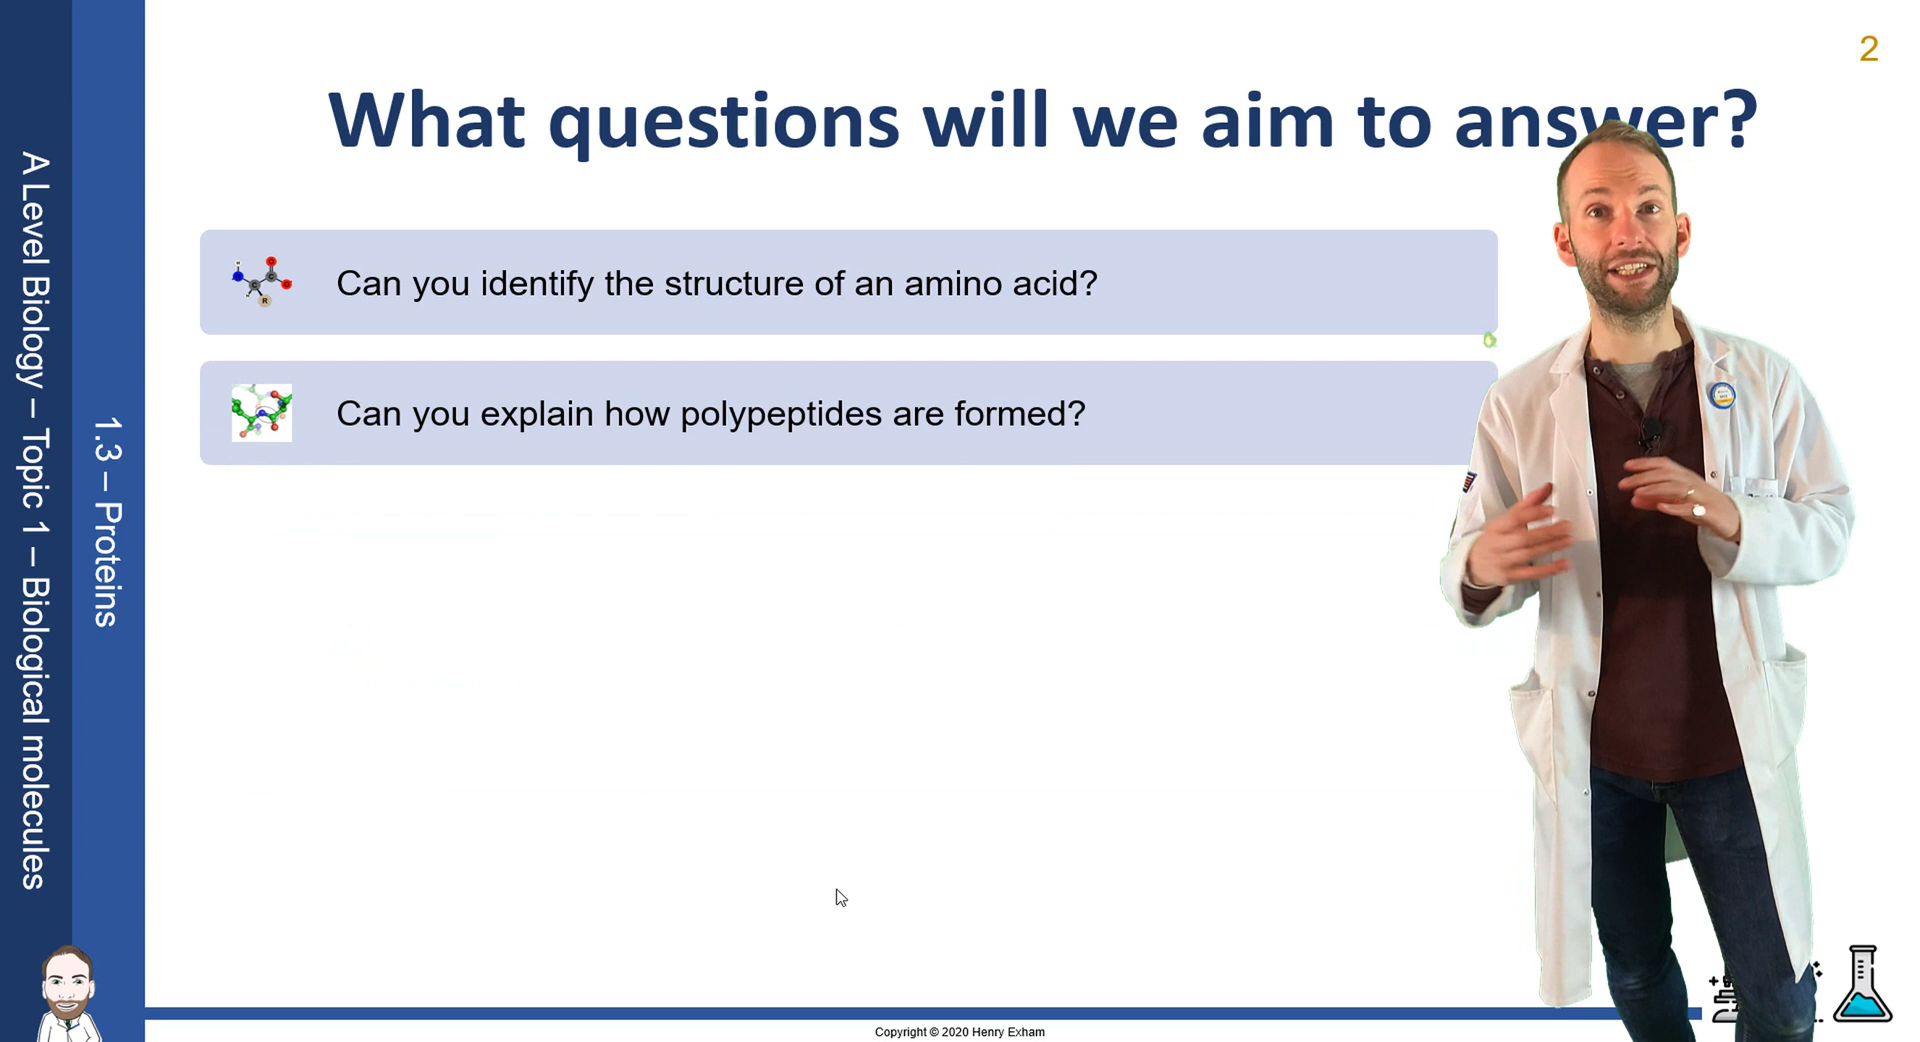 2
What questions will we aim to answer?
Can you identify the structure of an amino acid?
Can you explain how polypeptides are formed?
A Level Biology – Topic 1 – Biological molecules
1.3 – Proteins
Copyright © 2020 Henry Exham